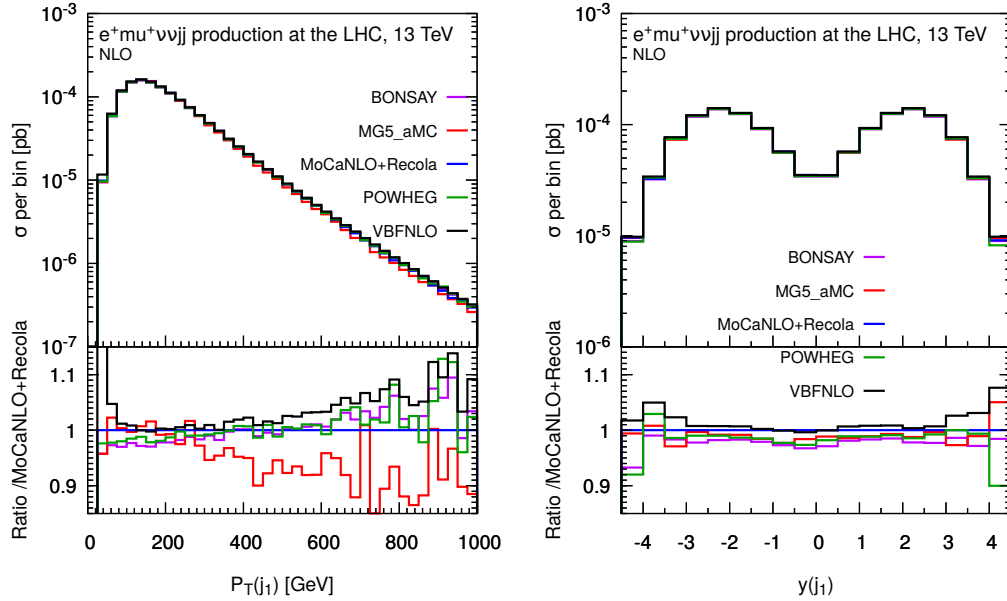 e⁺mu⁺ννjj production at the LHC, 13 TeV
NLO
σ per bin [pb]
10⁻³
10⁻⁴
10⁻⁵
10⁻⁶
10⁻⁷
BONSAY
MG5_aMC
MoCaNLO+Recola
POWHEG
VBFNLO
Ratio /MoCaNLO+Recola
1.1
1
0.9
0 200 400 600 800 1000
P_T(j₁) [GeV]
e⁺mu⁺ννjj production at the LHC, 13 TeV
NLO
σ per bin [pb]
10⁻³
10⁻⁴
10⁻⁵
10⁻⁶
BONSAY
MG5_aMC
MoCaNLO+Recola
POWHEG
VBFNLO
Ratio /MoCaNLO+Recola
1.1
1
0.9
-4 -3 -2 -1 0 1 2 3 4
y(j₁)